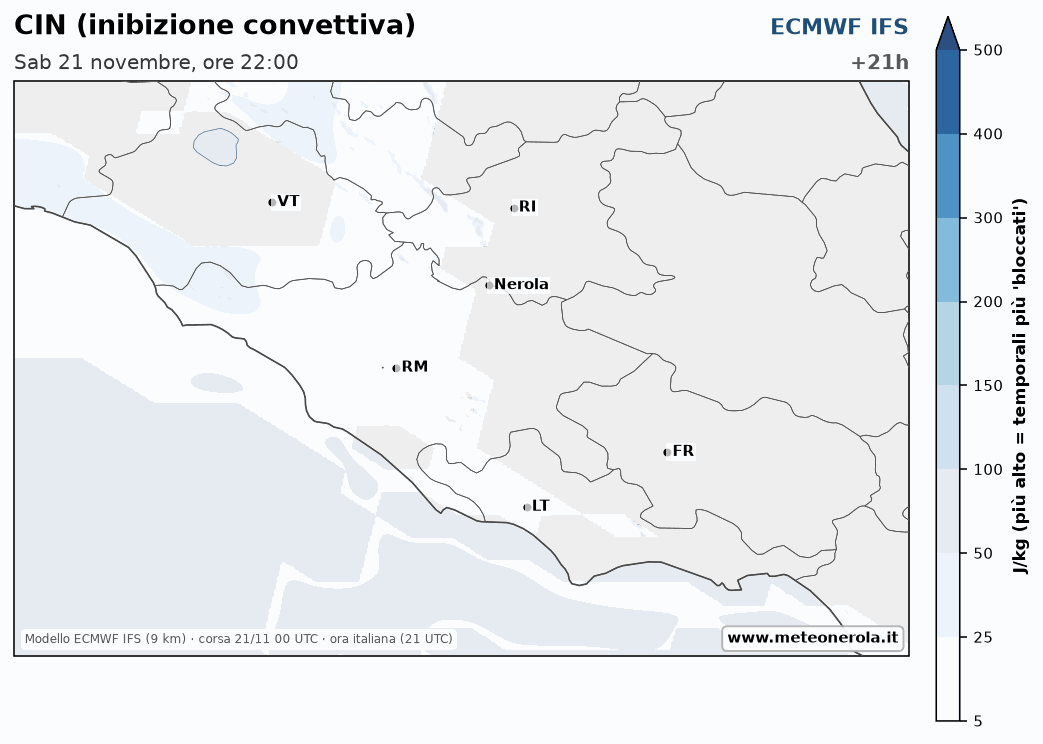 CIN (inibizione convettiva)
ECMWF IFS
Sab 21 novembre, ore 22:00
+21h
500
400
300
200
150
100
50
25
5
J/kg (più alto = temporali più 'bloccati')
VT
RI
Nerola
RM
FR
LT
Modello ECMWF IFS (9 km) · corsa 21/11 00 UTC · ora italiana (21 UTC)
www.meteonerola.it